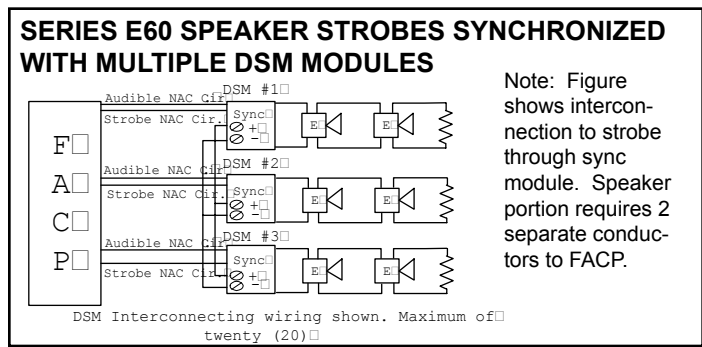 SERIES E60 SPEAKER STROBES SYNCHRONIZED
WITH MULTIPLE DSM MODULES
Note: Figure
shows intercon-
nection to strobe
through sync
module. Speaker
portion requires 2
separate conduc-
tors to FACP.
F□
A□
C□
P□
Audible NAC Cir.□
Strobe NAC Cir.□
DSM #1□
Sync□
+□
-□
E□
E□
Audible NAC Cir.□
Strobe NAC Cir.□
DSM #2□
Sync□
+□
-□
E□
E□
Audible NAC Cir.□
Strobe NAC Cir.□
DSM #3□
Sync□
+□
-□
E□
E□
DSM Interconnecting wiring shown. Maximum of□
twenty (20)□